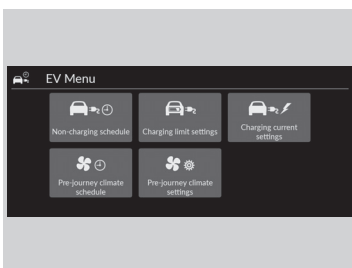 EV Menu
Non-charging schedule
Charging limit settings
Charging current
settings
Pre-journey climate
schedule
Pre-journey climate
settings